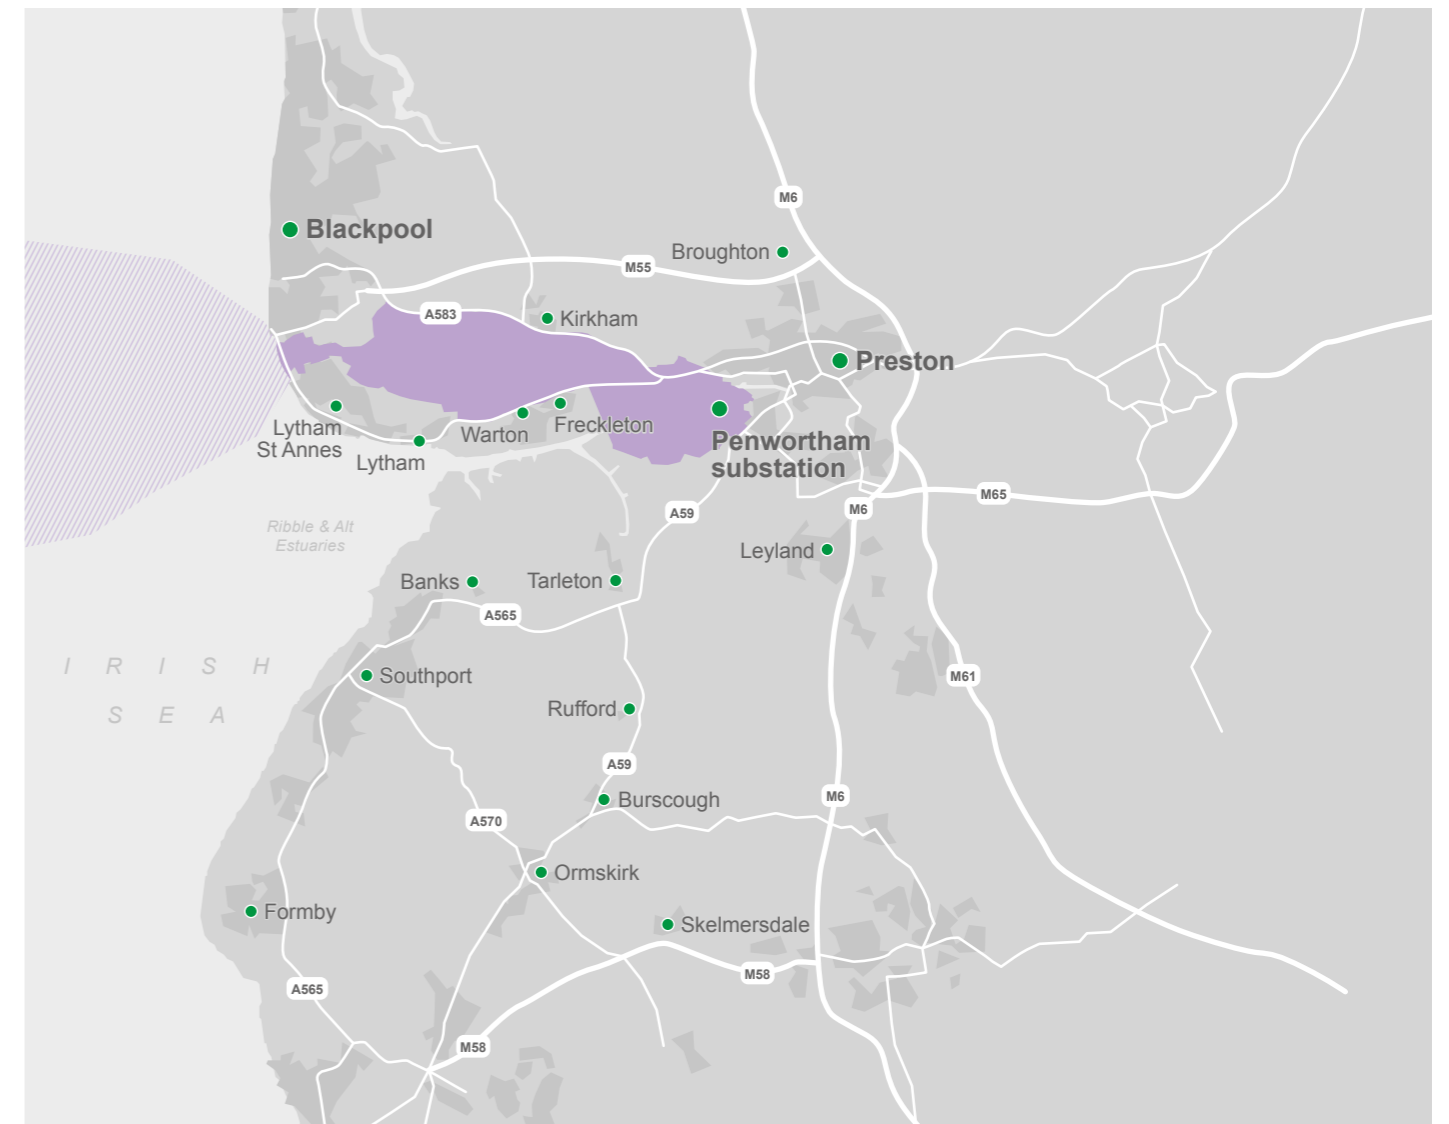 M6
Blackpool
Broughton
M55
A583
Kirkham
Preston
Lytham
St Annes
Lytham
Warton
Freckleton
Penwortham
substation
M65
A59
M6
Ribble & Alt
Estuaries
Leyland
Banks
Tarleton
A565
IRISH
SEA
Southport
M61
Rufford
A59
M6
Burscough
A570
Ormskirk
Formby
Skelmersdale
M58
A565
M58